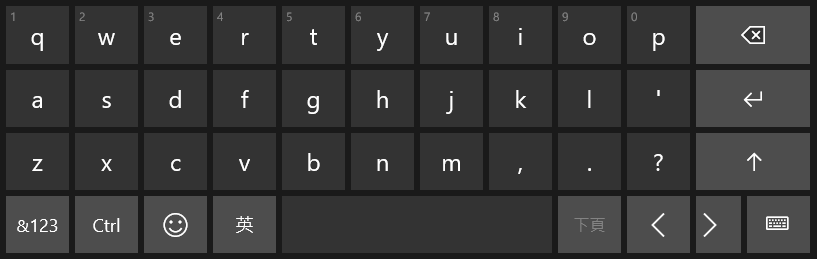 1 2 3 4 5 6 7 8 9 0
q w e r t y u i o p
a s d f g h j k l '
z x c v b n m , . ?
&123 Ctrl 英 下頁